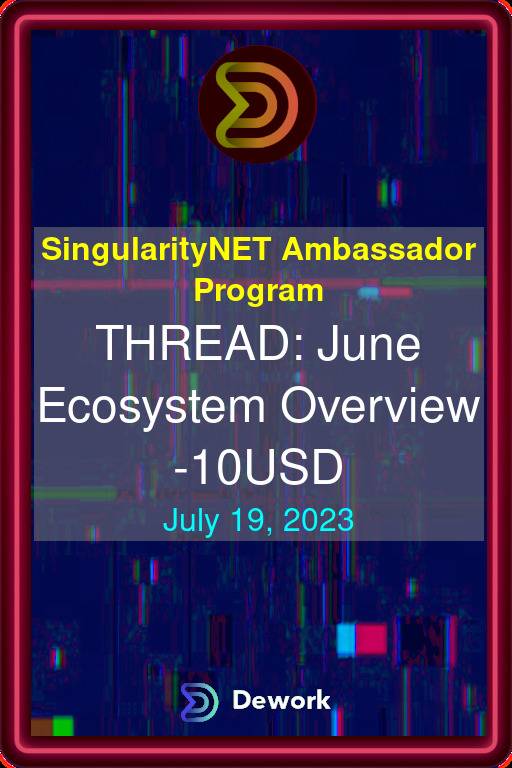 SingularityNET Ambassador
Program
THREAD: June
Ecosystem Overview
-10USD
July 19, 2023
Dework